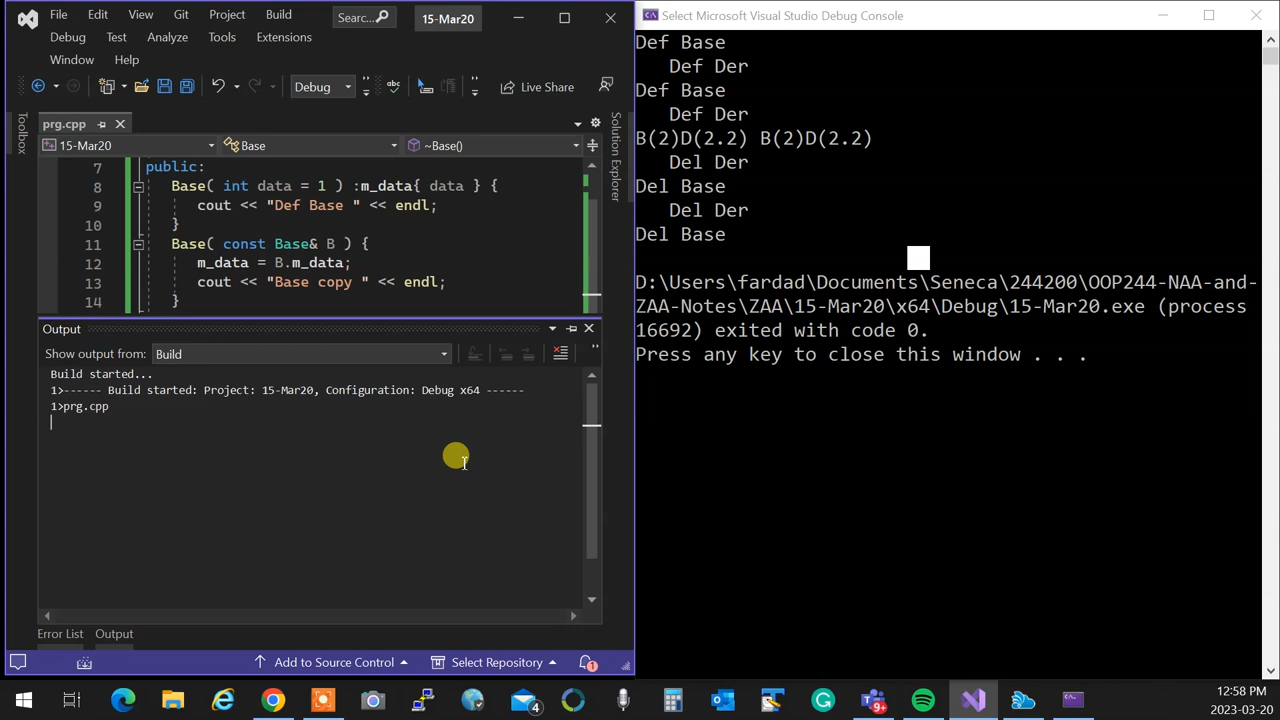 File Edit View Git Project Build
Searc...
15-Mar20
Debug Test Analyze Tools Extensions
Window Help
Debug
Live Share
prg.cpp
Toolbox
15-Mar20
Base
~Base()
Solution Explorer
7 public:
8 Base( int data = 1 ) :m_data{ data } {
9 cout << "Def Base " << endl;
10 }
11 Base( const Base& B ) {
12 m_data = B.m_data;
13 cout << "Base copy " << endl;
14 }
Output
Show output from: Build
Build started...
1>------ Build started: Project: 15-Mar20, Configuration: Debug x64 ------
1>prg.cpp
Error List Output
Add to Source Control
Select Repository
1
Select Microsoft Visual Studio Debug Console
Def Base
Def Der
Def Base
Def Der
B(2)D(2.2) B(2)D(2.2)
Del Der
Del Base
Del Der
Del Base
D:\Users\fardad\Documents\Seneca\244200\OOP244-NAA-and-
ZAA-Notes\ZAA\15-Mar20\x64\Debug\15-Mar20.exe (process
16692) exited with code 0.
Press any key to close this window . . .
4
9+
12:58 PM
2023-03-20